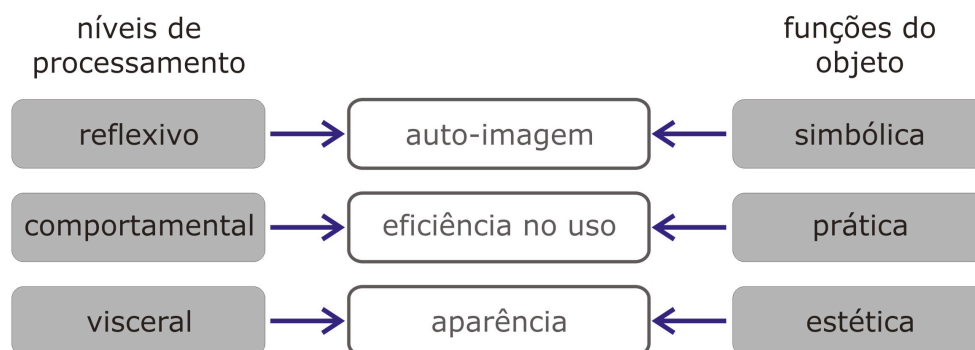 níveis de
processamento
funções do
objeto
reflexivo
auto-imagem
simbólica
comportamental
eficiência no uso
prática
visceral
aparência
estética